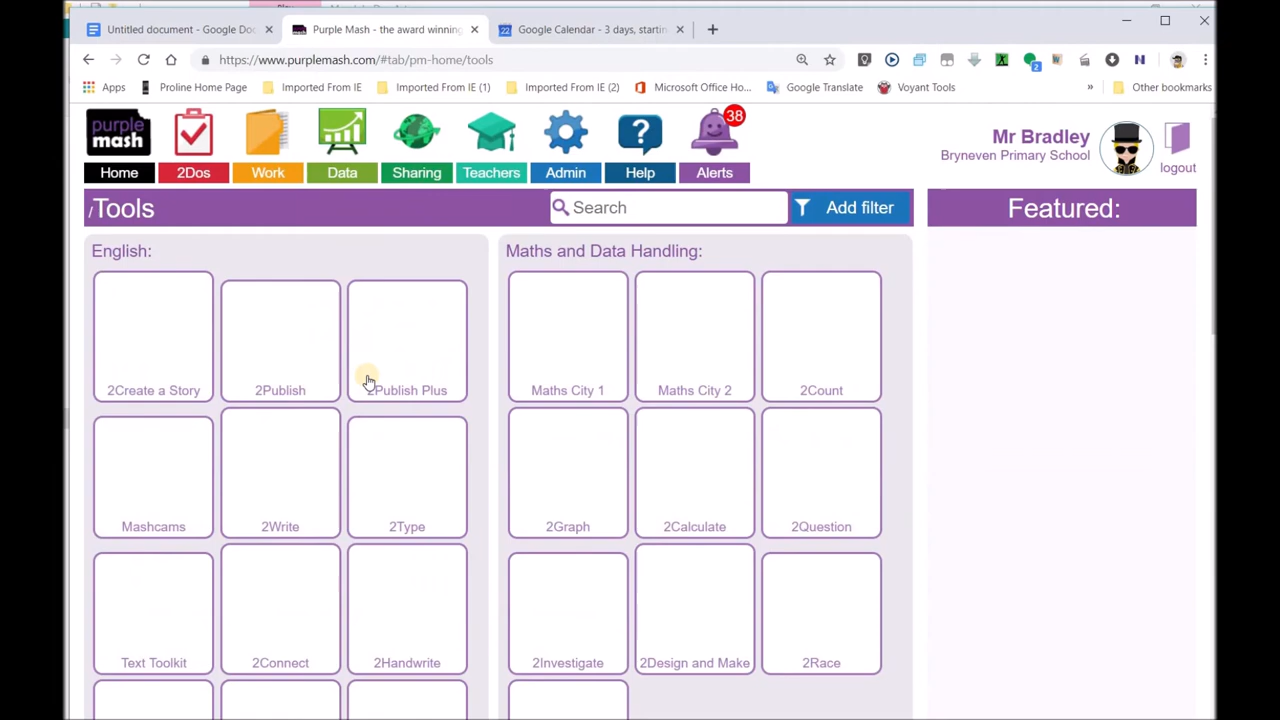 Untitled document - Google Doc
Purple Mash - the award winning
Google Calendar - 3 days, startin
https://www.purplemash.com/#tab/pm-home/tools
Apps
Proline Home Page
Imported From IE
Imported From IE (1)
Imported From IE (2)
Microsoft Office Ho...
Google Translate
Voyant Tools
»
Other bookmarks
purple
mash
38
Mr Bradley
Bryneven Primary School
logout
Home
2Dos
Work
Data
Sharing
Teachers
Admin
Help
Alerts
/Tools
Search
Add filter
Featured:
English:
Maths and Data Handling:
2Create a Story
2Publish
2Publish Plus
Maths City 1
Maths City 2
2Count
Mashcams
2Write
2Type
2Graph
2Calculate
2Question
Text Toolkit
2Connect
2Handwrite
2Investigate
2Design and Make
2Race